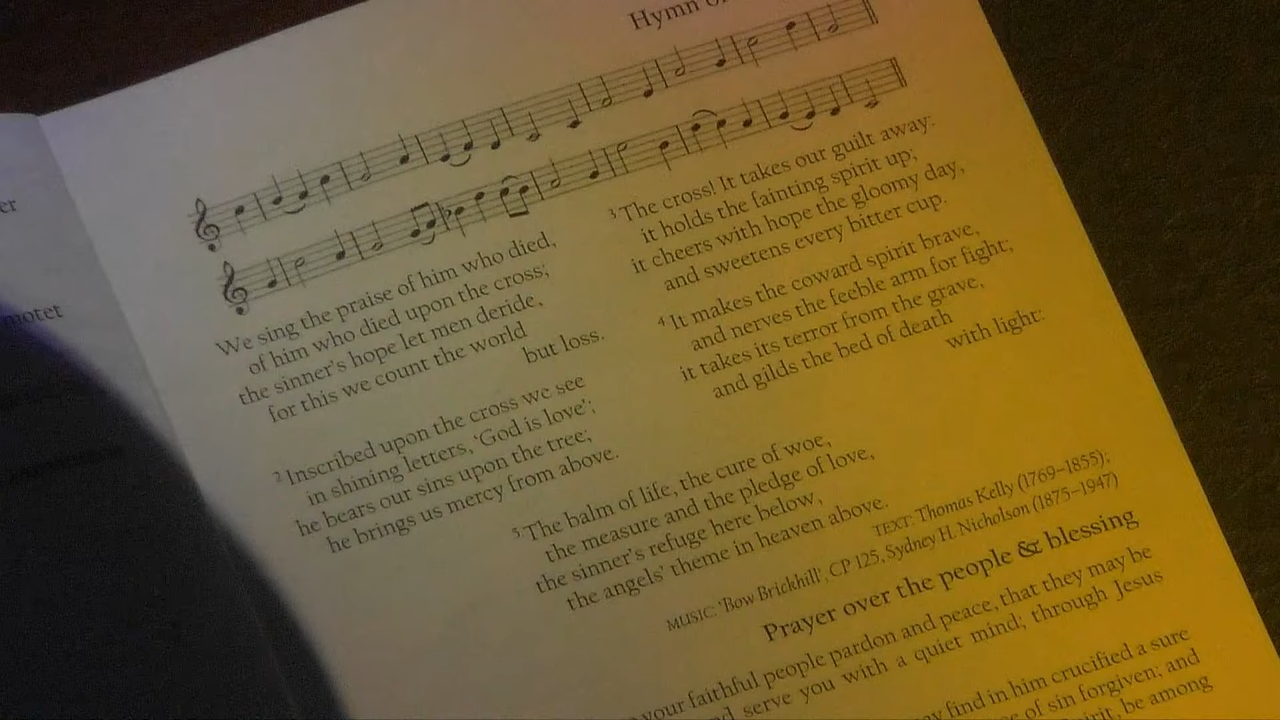 er
motet
Hymn
We sing the praise of him who died,
of him who died upon the cross;
the sinner's hope let men deride,
for this we count the world
but loss.
2 Inscribed upon the cross we see
in shining letters, 'God is love';
he bears our sins upon the tree;
he brings us mercy from above.
3 The cross! It takes our guilt away:
it holds the fainting spirit up;
it cheers with hope the gloomy day,
and sweetens every bitter cup.
4 It makes the coward spirit brave,
and nerves the feeble arm for fight;
it takes its terror from the grave,
and gilds the bed of death
with light:
5 The balm of life, the cure of woe,
the measure and the pledge of love,
the sinner's refuge here below,
the angels' theme in heaven above.
TEXT: Thomas Kelly (1769–1855);
MUSIC: 'Bow Brickhill', CP 125, Sydney H. Nicholson (1875–1947)
Prayer over the people & blessing
your faithful people pardon and peace, that they may be
serve you with a quiet mind; through Jesus
find in him crucified a sure
of sin forgiven; and
be among